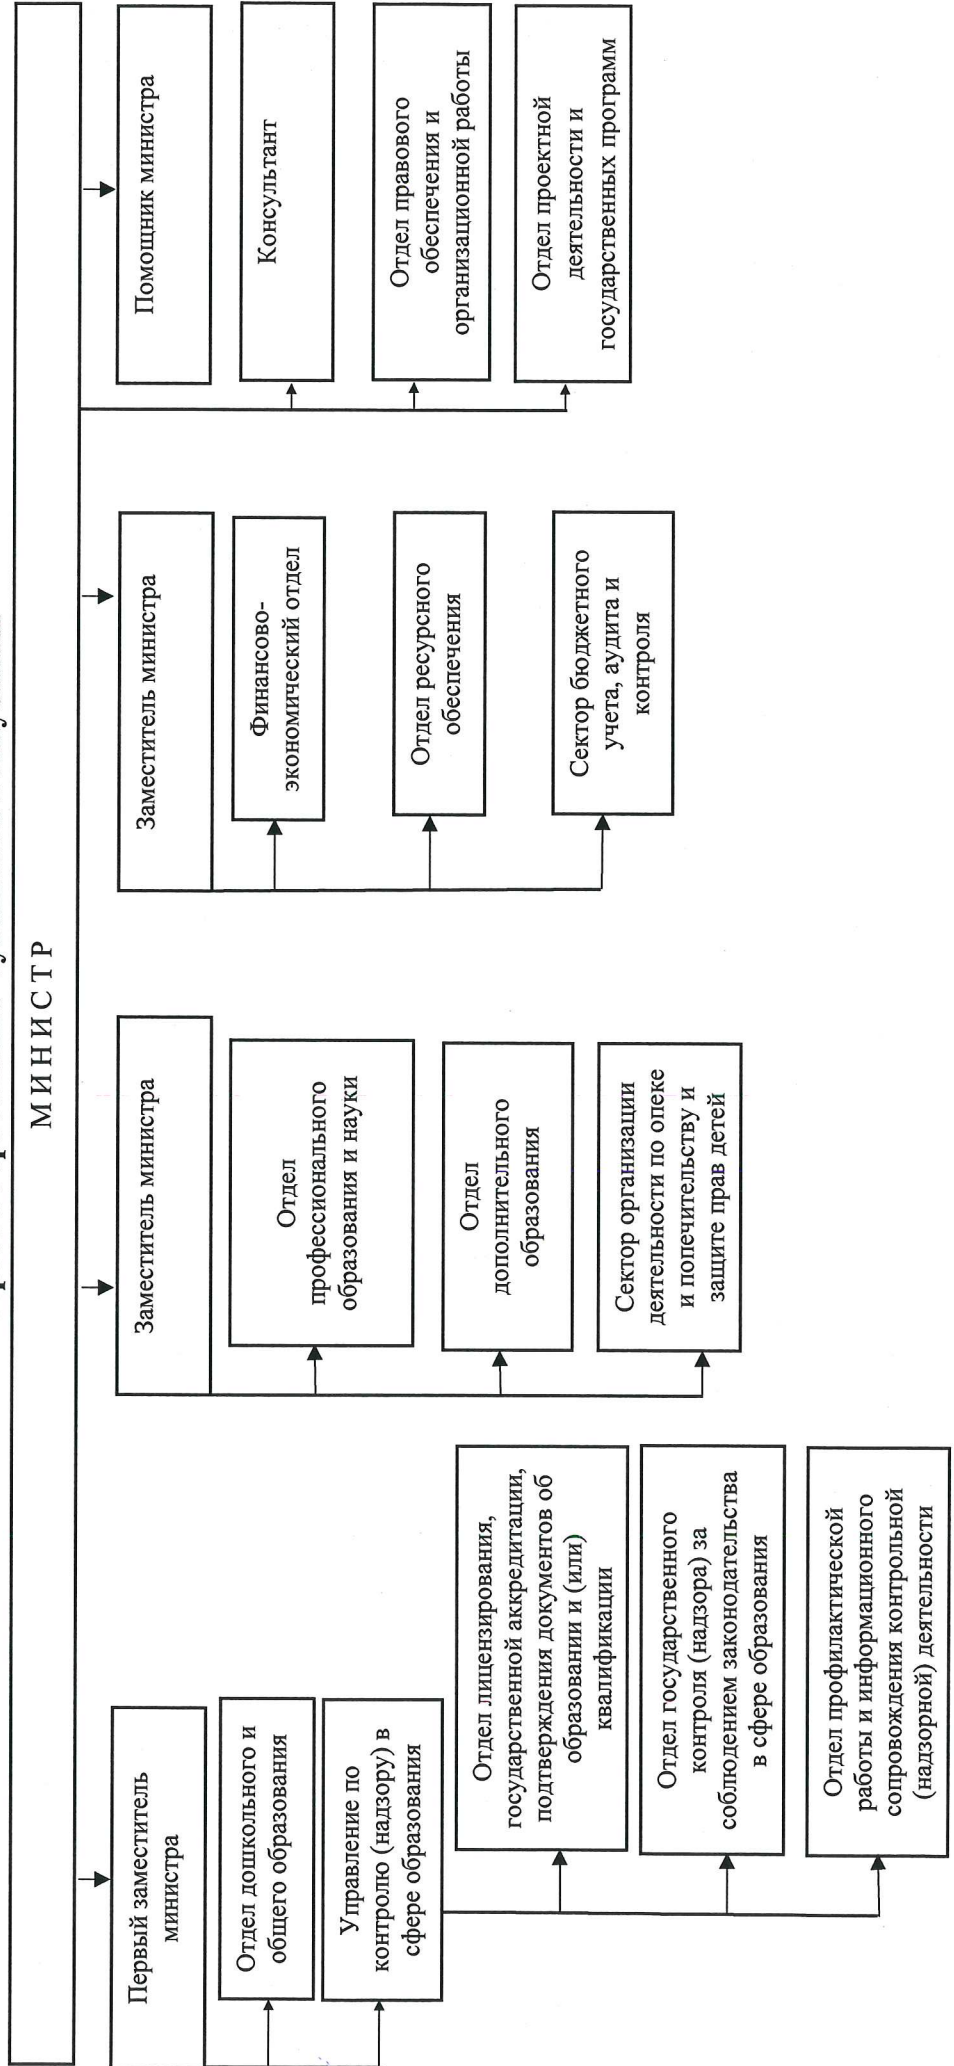 МИНИСТР
Первый заместитель
министра
Отдел дошкольного и
общего образования
Управление по
контролю (надзору) в
сфере образования
Отдел лицензирования,
государственной аккредитации,
подтверждения документов об
образовании и (или)
квалификации
Отдел государственного
контроля (надзора) за
соблюдением законодательства
в сфере образования
Отдел профилактической
работы и информационного
сопровождения контрольной
(надзорной) деятельности
Заместитель министра
Отдел
профессионального
образования и науки
Отдел
дополнительного
образования
Сектор организации
деятельности по опеке
и попечительству и
защите прав детей
Заместитель министра
Финансово-
экономический отдел
Отдел ресурсного
обеспечения
Сектор бюджетного
учета, аудита и
контроля
Помощник министра
Консультант
Отдел правового
обеспечения и
организационной работы
Отдел проектной
деятельности и
государственных программ